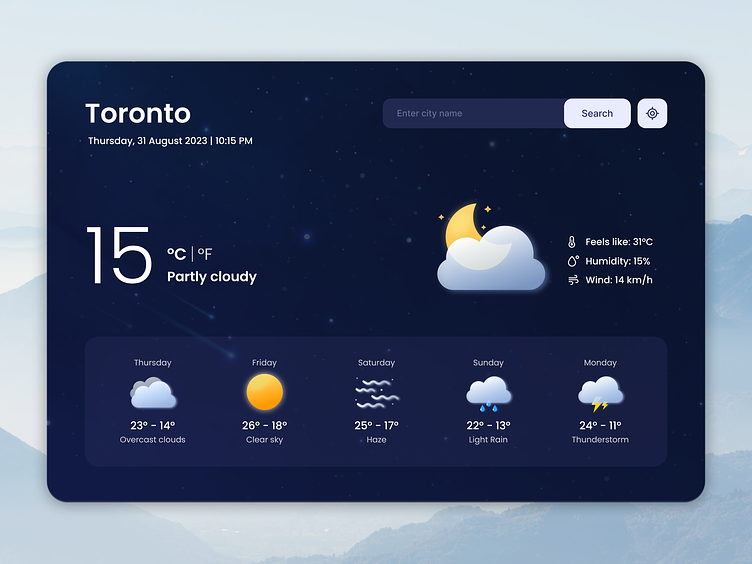 Toronto
Enter city name
Search
Thursday, 31 August 2023 | 10:15 PM
15
°C | °F
Partly cloudy
Feels like: 31°C
Humidity: 15%
Wind: 14 km/h
Thursday
Friday
Saturday
Sunday
Monday
23° - 14°
26° - 18°
25° - 17°
22° - 13°
24° - 11°
Overcast clouds
Clear sky
Haze
Light Rain
Thunderstorm